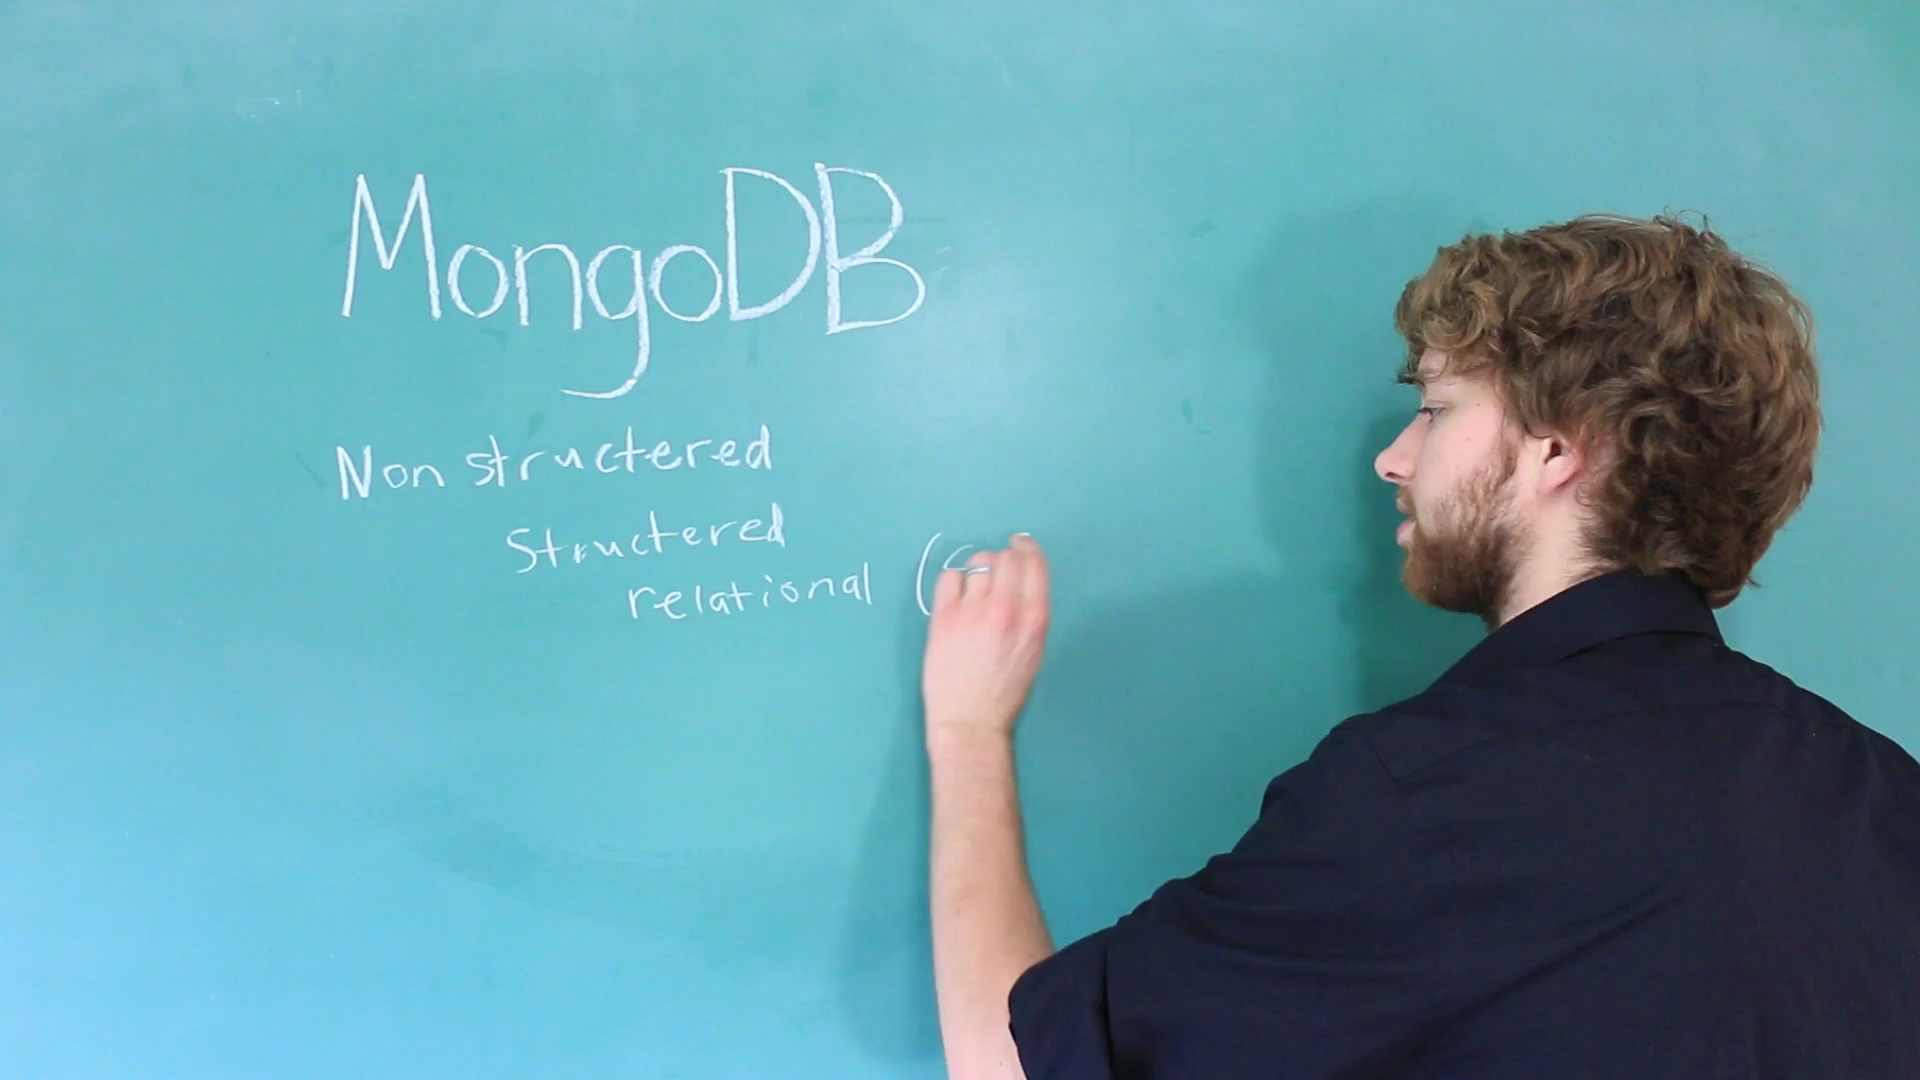 MongoDB
Non structered
Structered
relational (